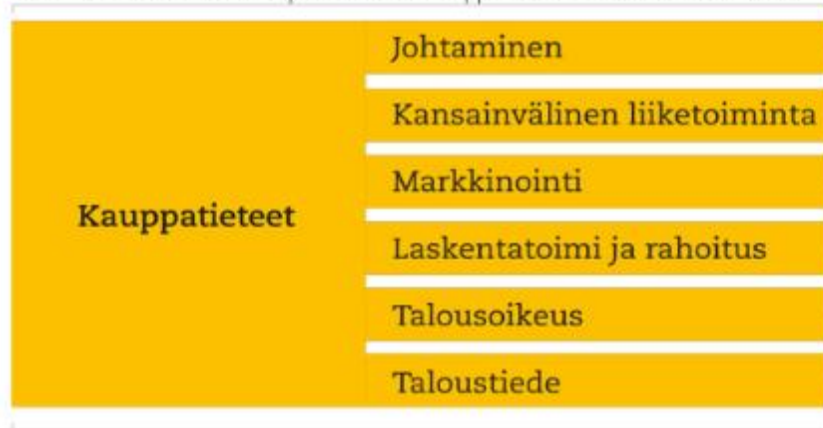 Kauppatieteet
Johtaminen
Kansainvälinen liiketoiminta
Markkinointi
Laskentatoimi ja rahoitus
Talousoikeus
Taloustiede